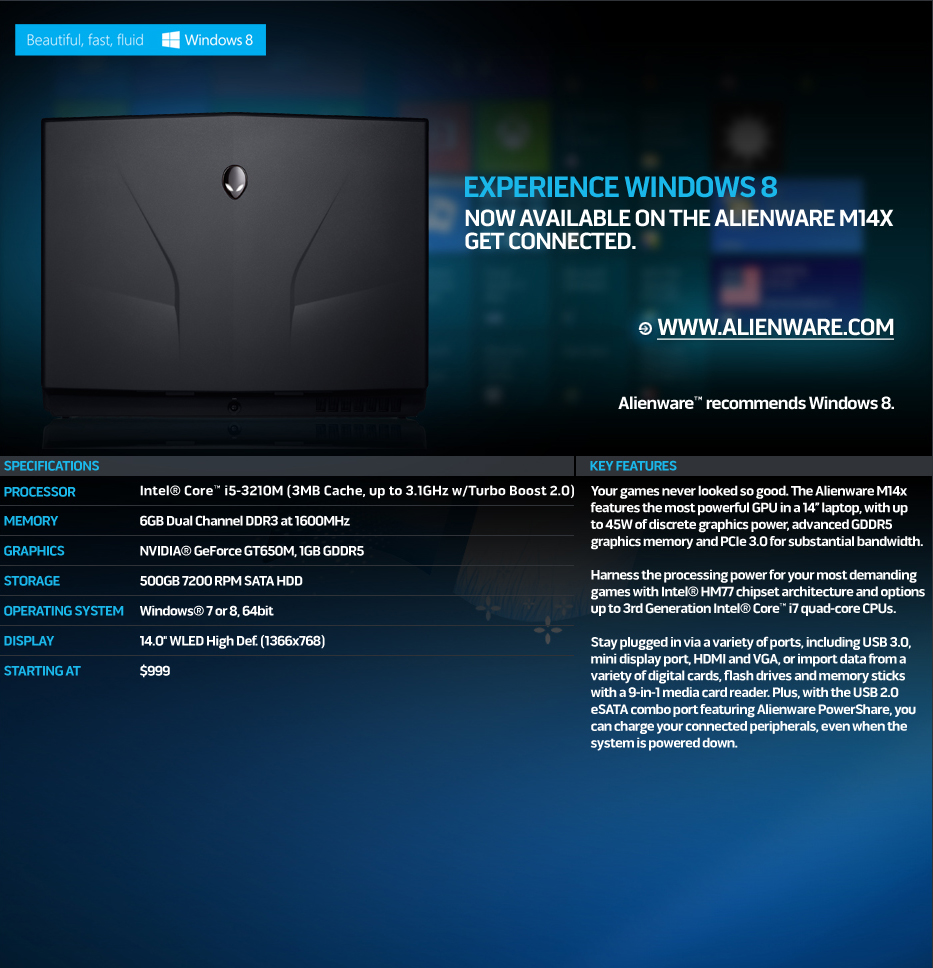 Beautiful, fast, fluid Windows 8
EXPERIENCE WINDOWS 8
NOW AVAILABLE ON THE ALIENWARE M14X
GET CONNECTED.
WWW.ALIENWARE.COM
Alienware™ recommends Windows 8.
SPECIFICATIONS
PROCESSOR Intel® Core™ i5-3210M (3MB Cache, up to 3.1GHz w/Turbo Boost 2.0)
MEMORY 6GB Dual Channel DDR3 at 1600MHz
GRAPHICS NVIDIA® GeForce GT650M, 1GB GDDR5
STORAGE 500GB 7200 RPM SATA HDD
OPERATING SYSTEM Windows® 7 or 8, 64bit
DISPLAY 14.0" WLED High Def. (1366x768)
STARTING AT $999
KEY FEATURES
Your games never looked so good. The Alienware M14x
features the most powerful GPU in a 14” laptop, with up
to 45W of discrete graphics power, advanced GDDR5
graphics memory and PCIe 3.0 for substantial bandwidth.
Harness the processing power for your most demanding
games with Intel® HM77 chipset architecture and options
up to 3rd Generation Intel® Core™ i7 quad-core CPUs.
Stay plugged in via a variety of ports, including USB 3.0,
mini display port, HDMI and VGA, or import data from a
variety of digital cards, flash drives and memory sticks
with a 9-in-1 media card reader. Plus, with the USB 2.0
eSATA combo port featuring Alienware PowerShare, you
can charge your connected peripherals, even when the
system is powered down.